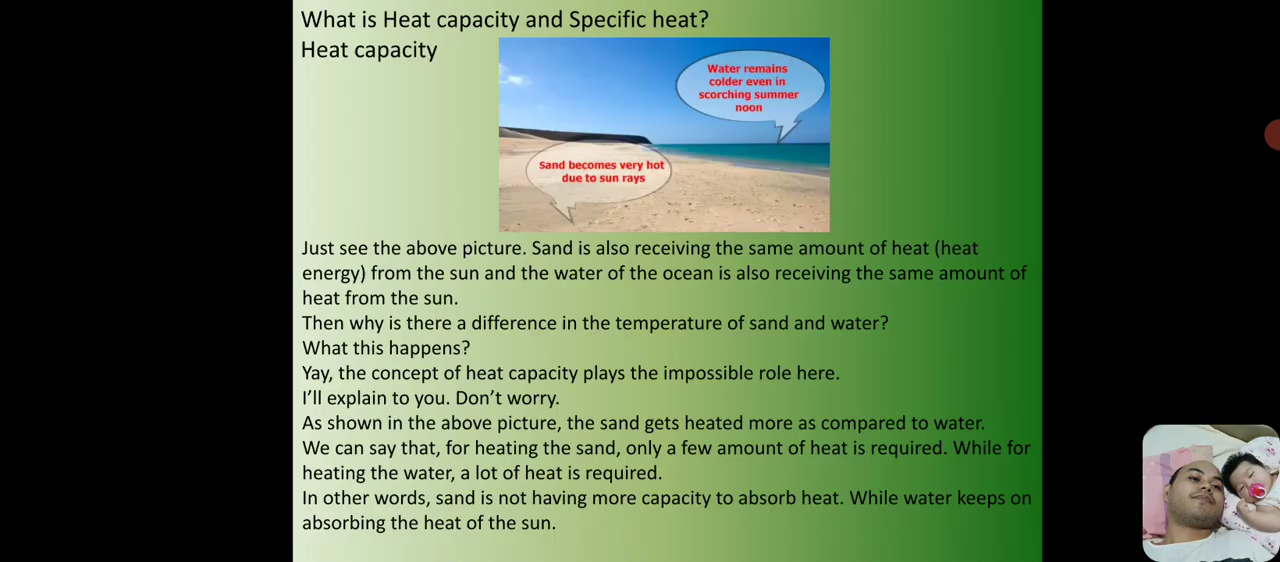 What is Heat capacity and Specific heat?
Heat capacity
Water remains
colder even in
scorching summer
noon
Sand becomes very hot
due to sun rays
Just see the above picture. Sand is also receiving the same amount of heat (heat
energy) from the sun and the water of the ocean is also receiving the same amount of
heat from the sun.
Then why is there a difference in the temperature of sand and water?
What this happens?
Yay, the concept of heat capacity plays the impossible role here.
I'll explain to you. Don't worry.
As shown in the above picture, the sand gets heated more as compared to water.
We can say that, for heating the sand, only a few amount of heat is required. While for
heating the water, a lot of heat is required.
In other words, sand is not having more capacity to absorb heat. While water keeps on
absorbing the heat of the sun.